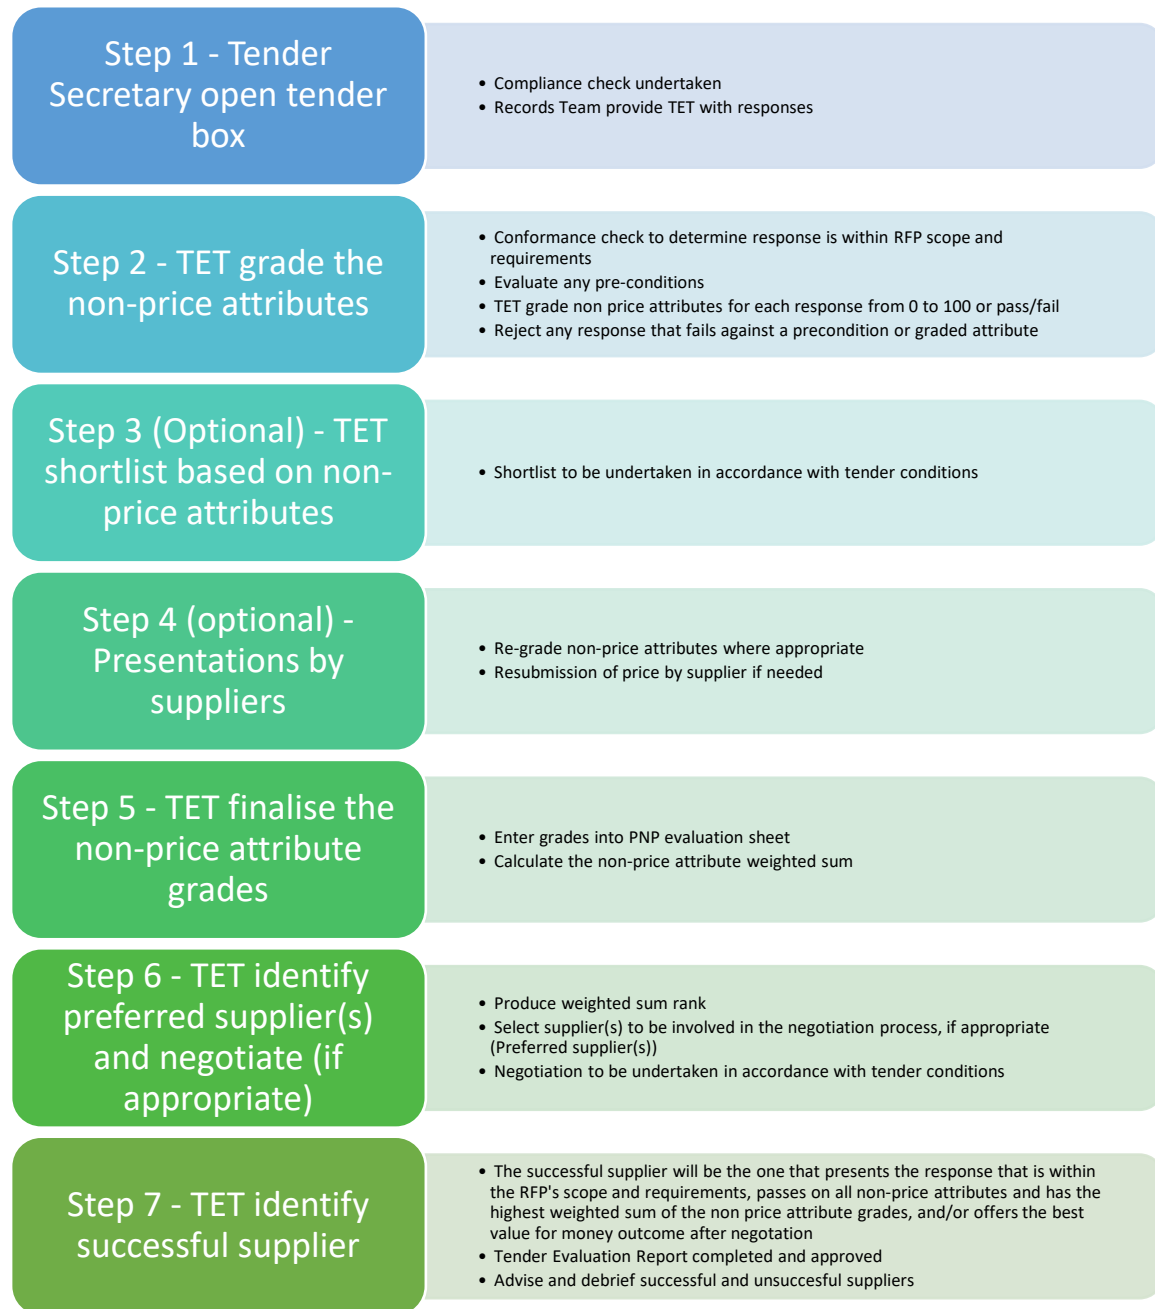 Step 1 - Tender
Secretary open tender
box
• Compliance check undertaken
• Records Team provide TET with responses
Step 2 - TET grade the
non-price attributes
• Conformance check to determine response is within RFP scope and
requirements
• Evaluate any pre-conditions
• TET grade non price attributes for each response from 0 to 100 or pass/fail
• Reject any response that fails against a precondition or graded attribute
Step 3 (Optional) - TET
shortlist based on non-
price attributes
• Shortlist to be undertaken in accordance with tender conditions
Step 4 (optional) -
Presentations by
suppliers
• Re-grade non-price attributes where appropriate
• Resubmission of price by supplier if needed
Step 5 - TET finalise the
non-price attribute
grades
• Enter grades into PNP evaluation sheet
• Calculate the non-price attribute weighted sum
Step 6 - TET identify
preferred supplier(s)
and negotiate (if
appropriate)
• Produce weighted sum rank
• Select supplier(s) to be involved in the negotiation process, if appropriate
(Preferred supplier(s))
• Negotiation to be undertaken in accordance with tender conditions
Step 7 - TET identify
successful supplier
• The successful supplier will be the one that presents the response that is within
the RFP's scope and requirements, passes on all non-price attributes and has the
highest weighted sum of the non price attribute grades, and/or offers the best
value for money outcome after negotation
• Tender Evaluation Report completed and approved
• Advise and debrief successful and unsuccesful suppliers